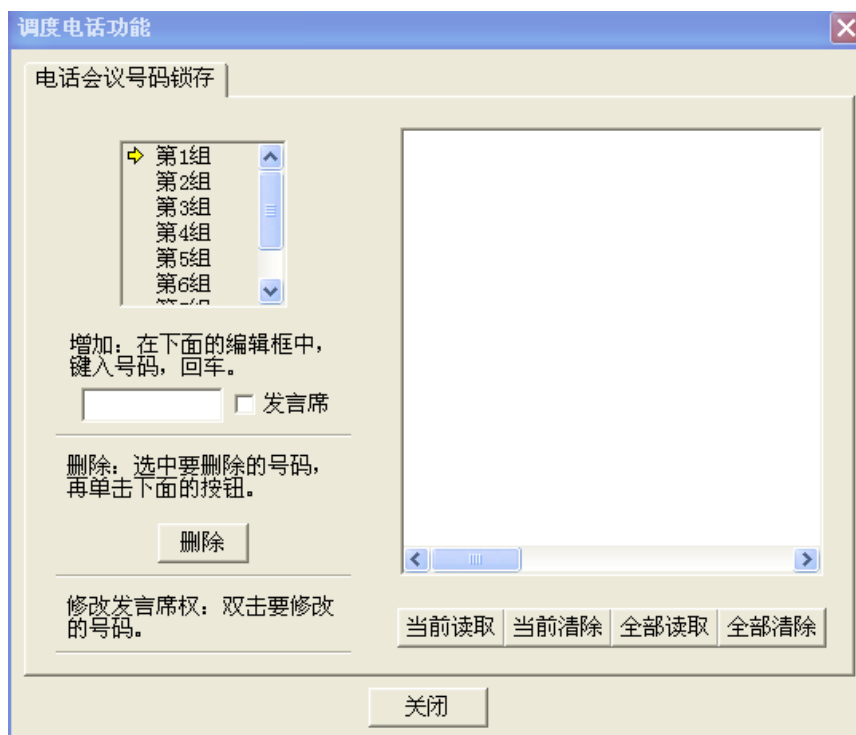 调度电话功能
电话会议号码锁存
第1组
第2组
第3组
第4组
第5组
第6组
增加：在下面的编辑框中，
键入号码，回车。
发言席
删除：选中要删除的号码，
再单击下面的按钮。
删除
修改发言席权：双击要修改
的号码。
当前读取 当前清除 全部读取 全部清除
关闭